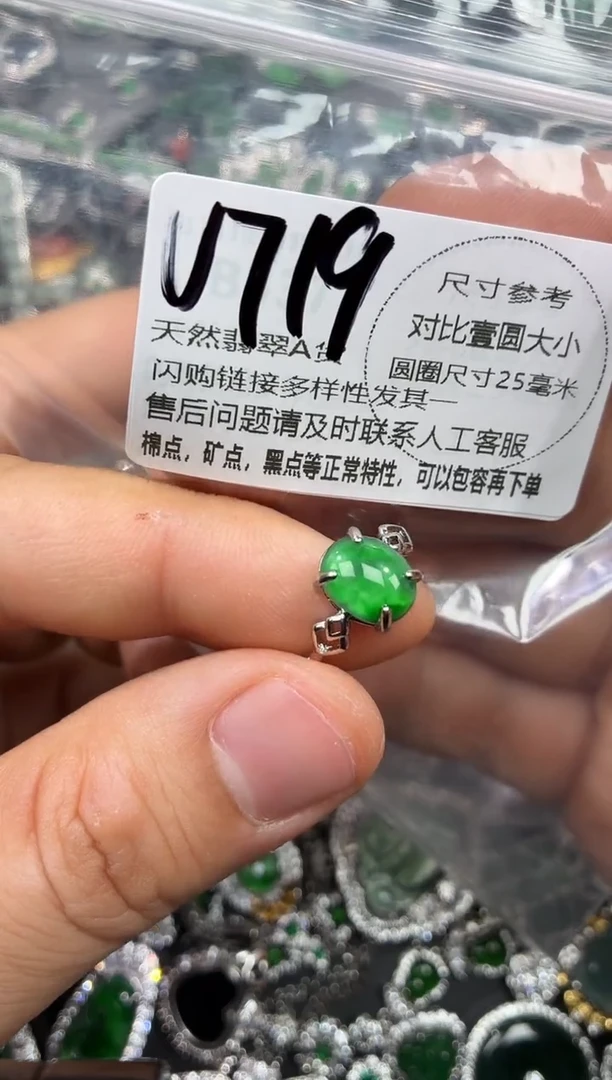 J719
天然翡翠A货
闪购链接多样性发其一
售后问题请及时联系人工客服
棉点，矿点，黑点等正常特性，可以包容再下单
尺寸参考
对比壹圆大小
圆圈尺寸25毫米